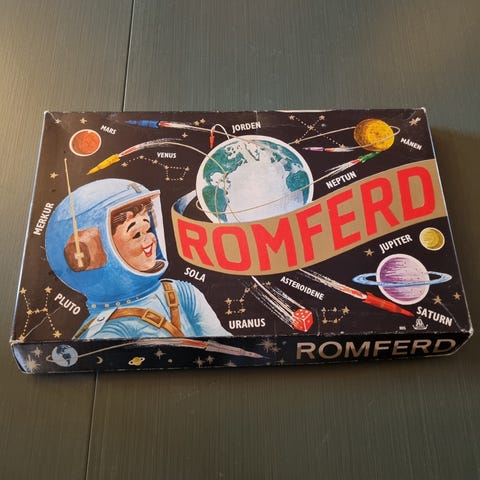 MARS
JORDEN
MÅNEN
VENUS
NEPTUN
MERKUR
ROMFERD
JUPITER
SOLA
ASTEROIDENE
PLUTO
URANUS
SATURN
ROMFERD